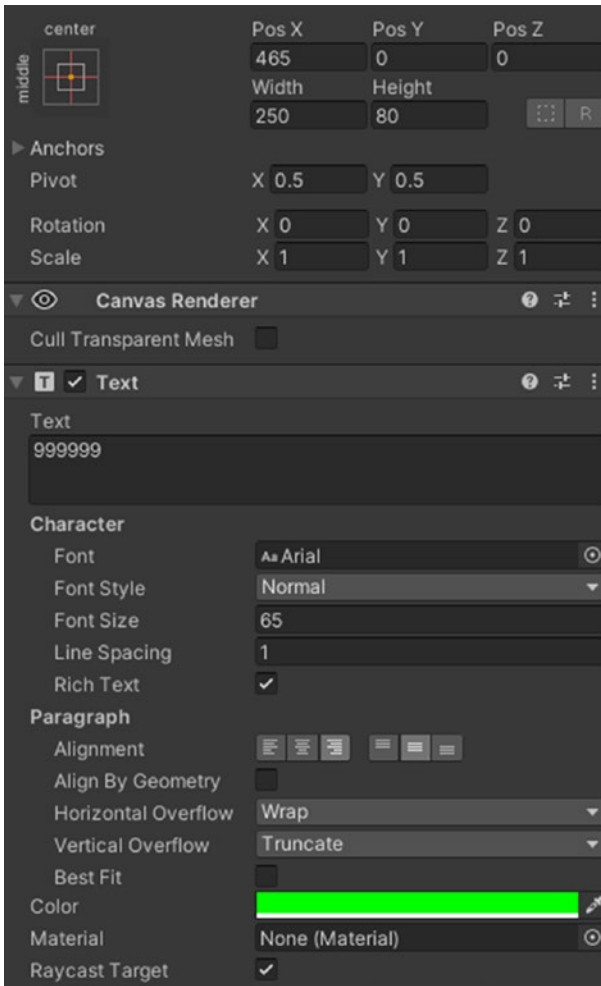 center Pos X Pos Y Pos Z
middle 465 0 0
Width Height
250 80
R
Anchors
Pivot X 0.5 Y 0.5
Rotation X 0 Y 0 Z 0
Scale X 1 Y 1 Z 1
Canvas Renderer
Cull Transparent Mesh
T Text
Text
999999
Character
Font Aa Arial
Font Style Normal
Font Size 65
Line Spacing 1
Rich Text
Paragraph
Alignment
Align By Geometry
Horizontal Overflow Wrap
Vertical Overflow Truncate
Best Fit
Color
Material None (Material)
Raycast Target